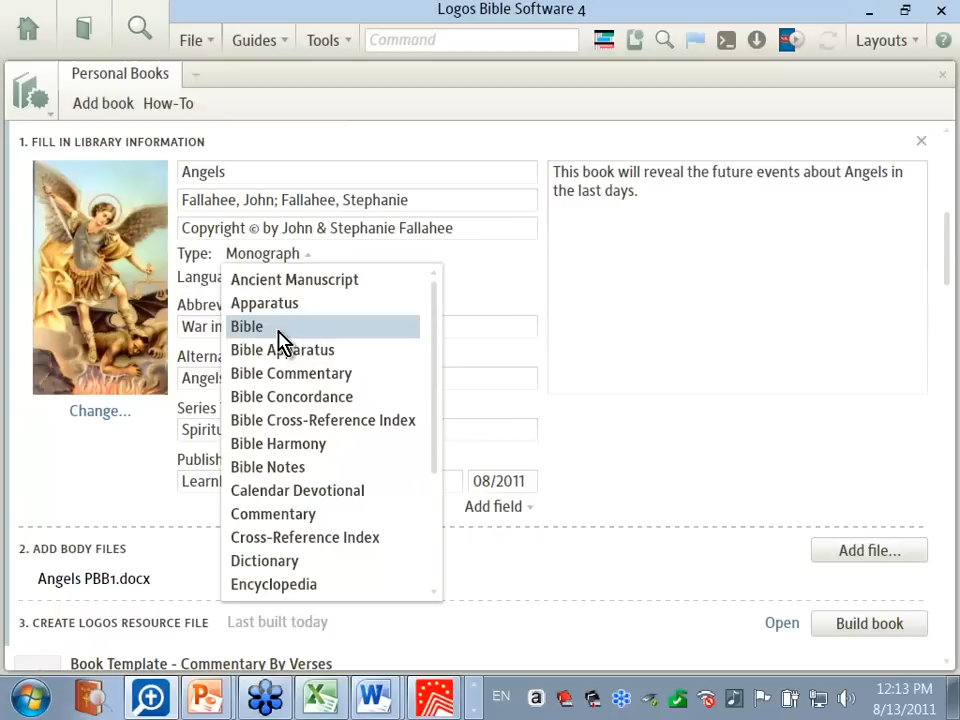 Logos Bible Software 4
File
Guides
Tools
Command
Layouts
Personal Books
Add book How-To
1. FILL IN LIBRARY INFORMATION
Angels
Fallahee, John; Fallahee, Stephanie
Copyright © by John & Stephanie Fallahee
This book will reveal the future events about Angels in
the last days.
Type: Monograph
Ancient Manuscript
Apparatus
Bible
Bible Apparatus
Bible Commentary
Bible Concordance
Bible Cross-Reference Index
Bible Harmony
Bible Notes
Calendar Devotional
Commentary
Cross-Reference Index
Dictionary
Encyclopedia
War in
Angels
Change...
Series
08/2011
Add field
2. ADD BODY FILES
Add file...
Angels PBB1.docx
3. CREATE LOGOS RESOURCE FILE Last built today
Open
Build book
Book Template - Commentary By Verses
EN
12:13 PM
8/13/2011